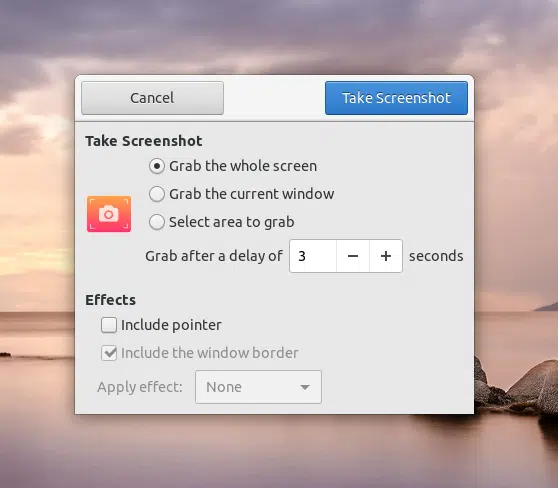 Cancel
Take Screenshot
Take Screenshot
Grab the whole screen
Grab the current window
Select area to grab
Grab after a delay of 3 − + seconds
Effects
Include pointer
Include the window border
Apply effect: None